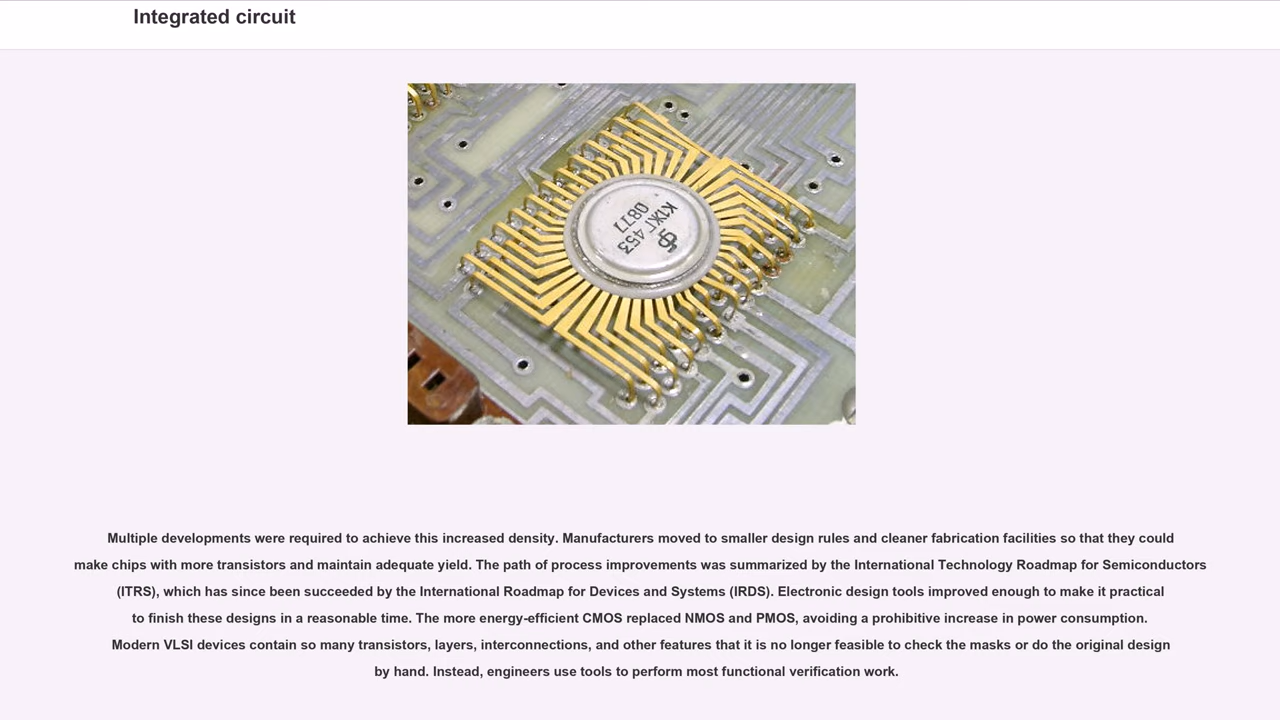 Integrated circuit
К1ЖГ453
0877
Multiple developments were required to achieve this increased density. Manufacturers moved to smaller design rules and cleaner fabrication facilities so that they could
make chips with more transistors and maintain adequate yield. The path of process improvements was summarized by the International Technology Roadmap for Semiconductors
(ITRS), which has since been succeeded by the International Roadmap for Devices and Systems (IRDS). Electronic design tools improved enough to make it practical
to finish these designs in a reasonable time. The more energy-efficient CMOS replaced NMOS and PMOS, avoiding a prohibitive increase in power consumption.
Modern VLSI devices contain so many transistors, layers, interconnections, and other features that it is no longer feasible to check the masks or do the original design
by hand. Instead, engineers use tools to perform most functional verification work.